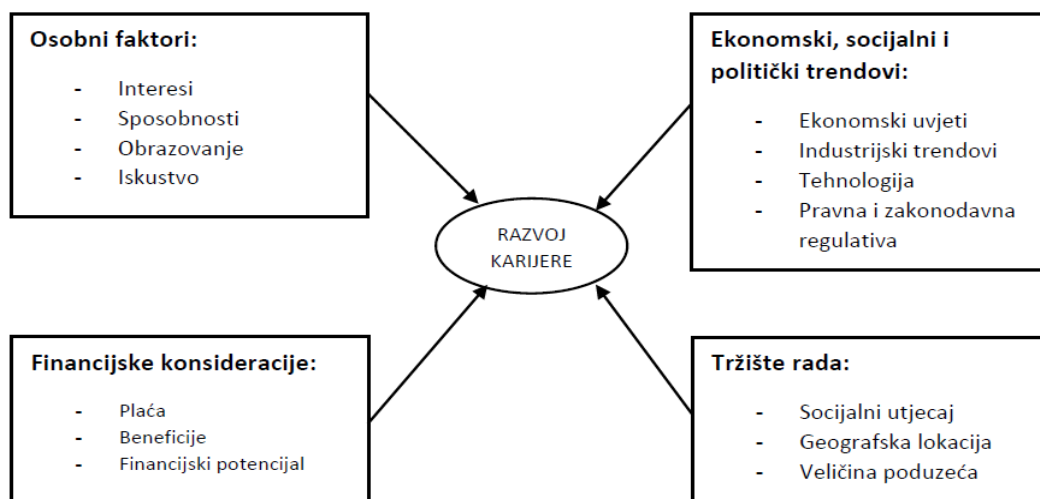 Osobni faktori:
- Interesi
- Sposobnosti
- Obrazovanje
- Iskustvo
Ekonomski, socijalni i
politički trendovi:
- Ekonomski uvjeti
- Industrijski trendovi
- Tehnologija
- Pravna i zakonodavna
regulativa
RAZVOJ
KARIJERE
Financijske konsideracije:
- Plaća
- Beneficije
- Financijski potencijal
Tržište rada:
- Socijalni utjecaj
- Geografska lokacija
- Veličina poduzeća